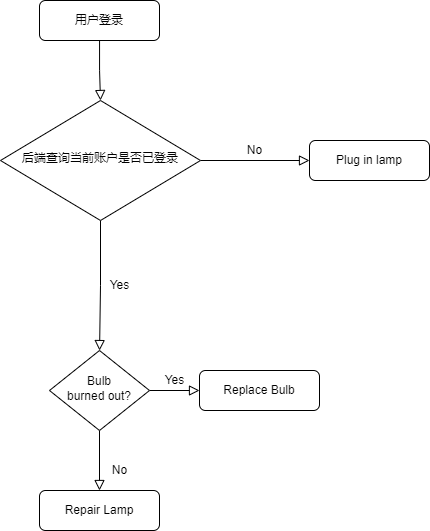 用户登录
后端查询当前账户是否已登录
No
Plug in lamp
Yes
Bulb
burned out?
Yes
Replace Bulb
No
Repair Lamp